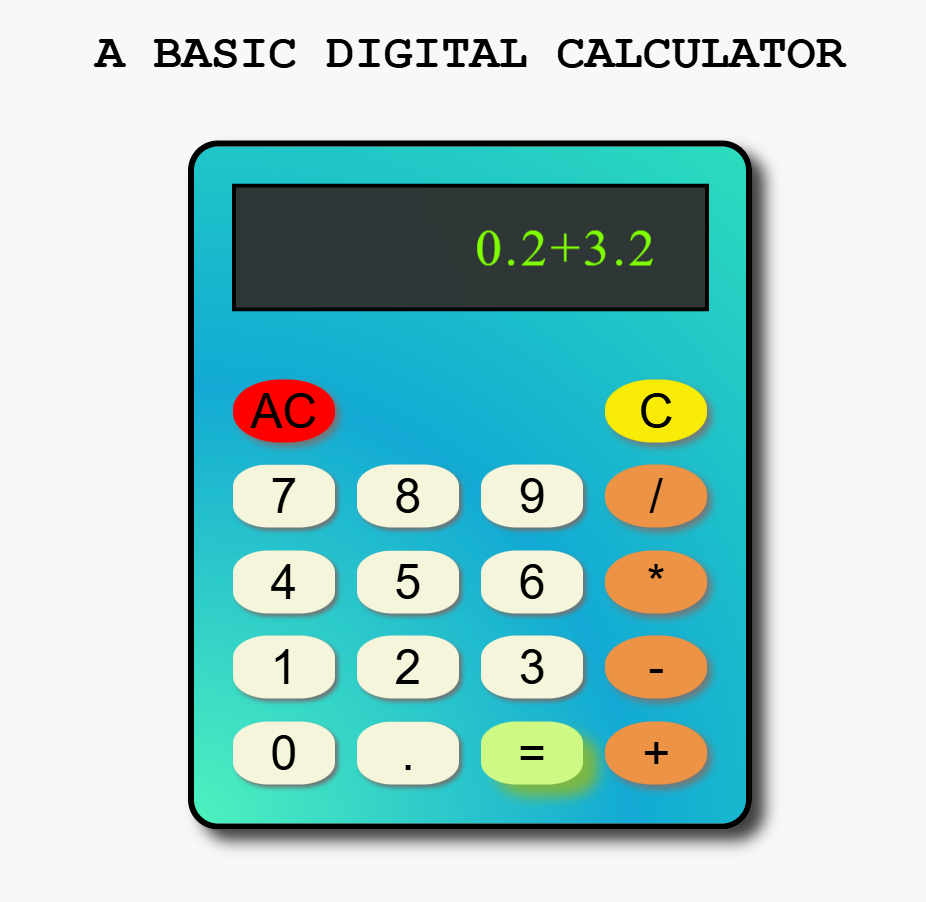 A BASIC DIGITAL CALCULATOR
0.2+3.2
AC C
7 8 9 /
4 5 6 *
1 2 3 -
0 . = +